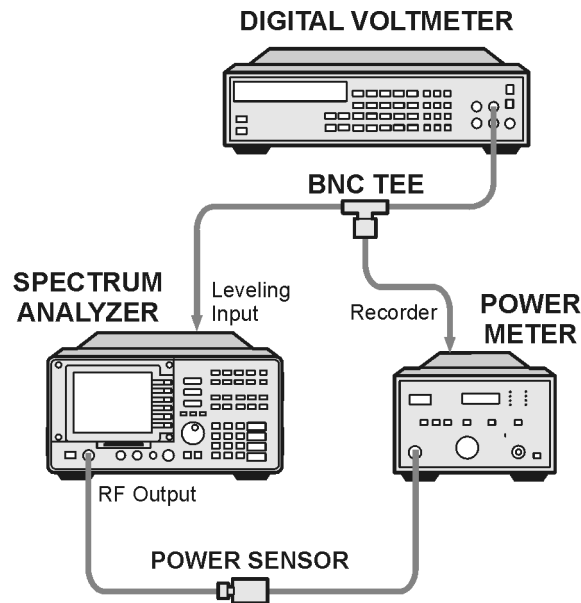 DIGITAL VOLTMETER
BNC TEE
SPECTRUM
ANALYZER
Leveling
Input
Recorder
POWER
METER
RF Output
POWER SENSOR